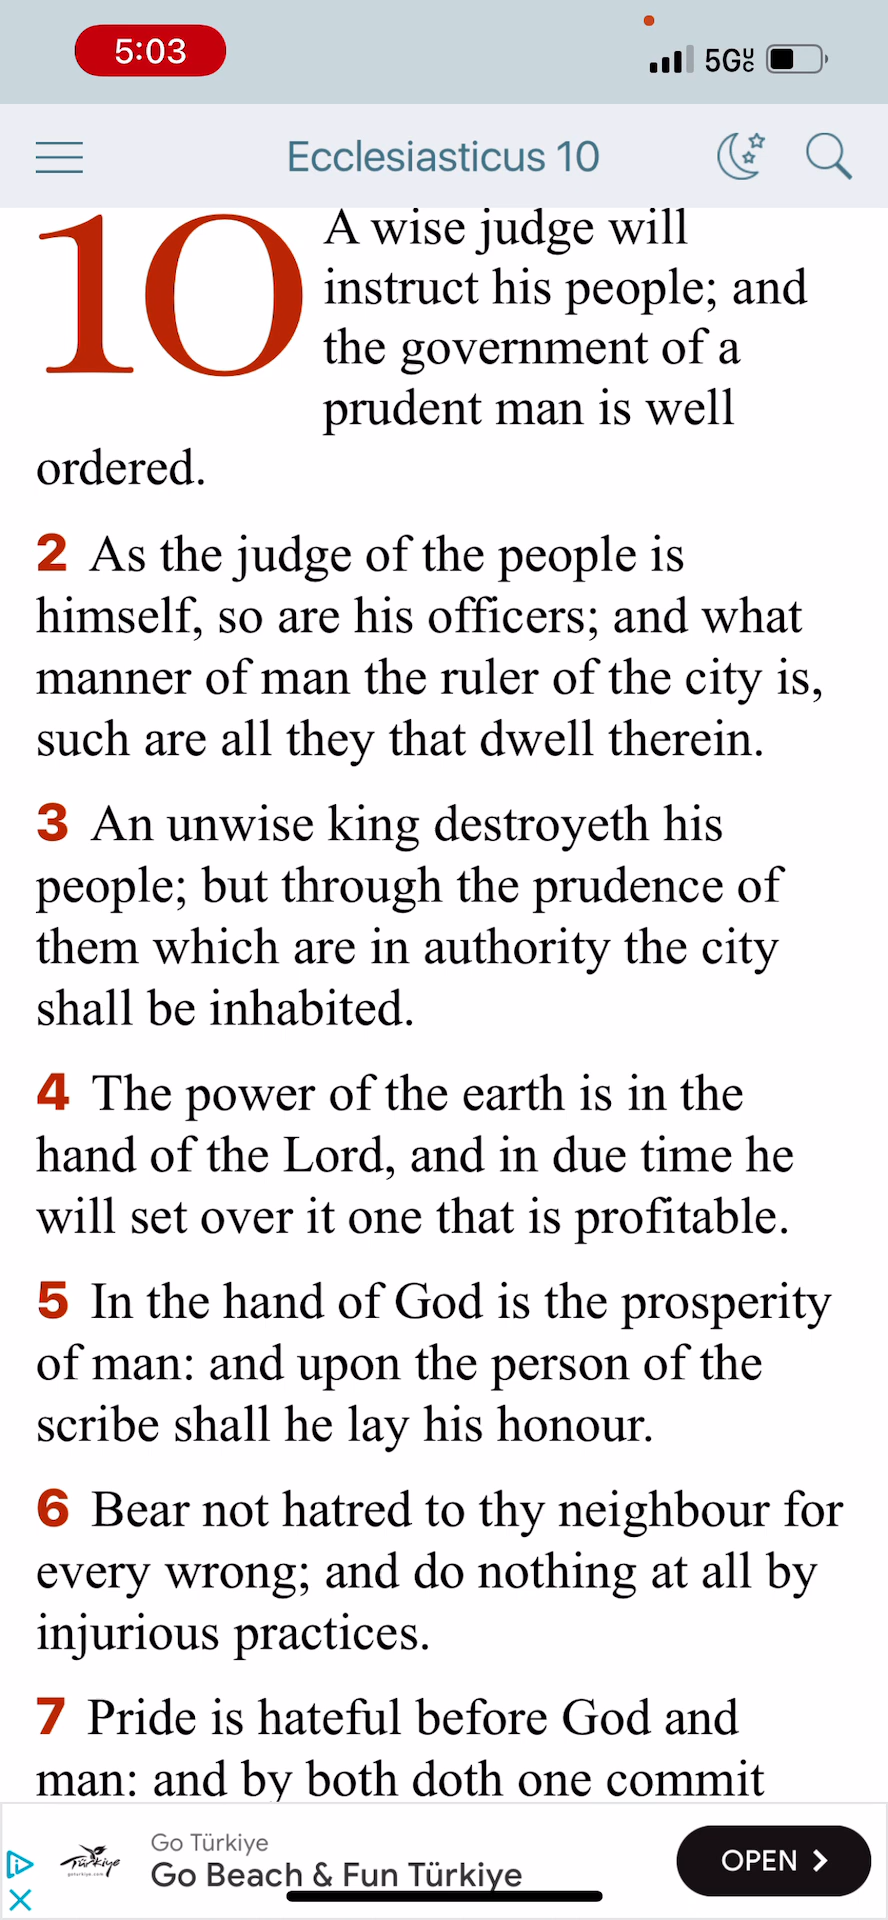 5:03
5GUC
Ecclesiasticus 10
10 A wise judge will
instruct his people; and
the government of a
prudent man is well
ordered.
2 As the judge of the people is
himself, so are his officers; and what
manner of man the ruler of the city is,
such are all they that dwell therein.
3 An unwise king destroyeth his
people; but through the prudence of
them which are in authority the city
shall be inhabited.
4 The power of the earth is in the
hand of the Lord, and in due time he
will set over it one that is profitable.
5 In the hand of God is the prosperity
of man: and upon the person of the
scribe shall he lay his honour.
6 Bear not hatred to thy neighbour for
every wrong; and do nothing at all by
injurious practices.
7 Pride is hateful before God and
man: and by both doth one commit
Türkiye
Go Türkiye
Go Beach & Fun Türkiye
OPEN